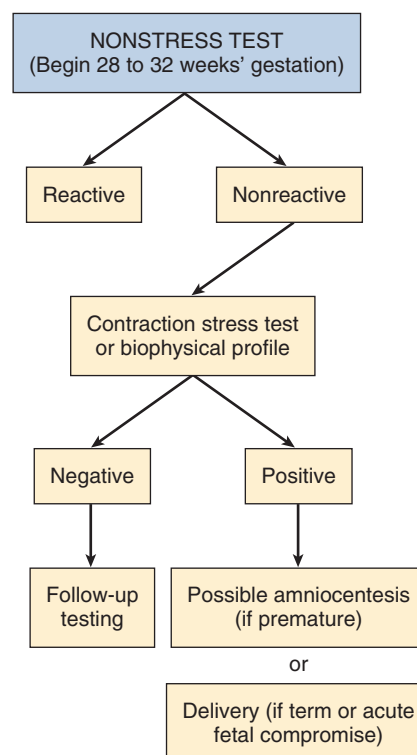 NONSTRESS TEST
(Begin 28 to 32 weeks’ gestation)
Reactive
Nonreactive
Contraction stress test
or biophysical profile
Negative
Positive
Follow-up
testing
Possible amniocentesis
(if premature)
or
Delivery (if term or acute
fetal compromise)